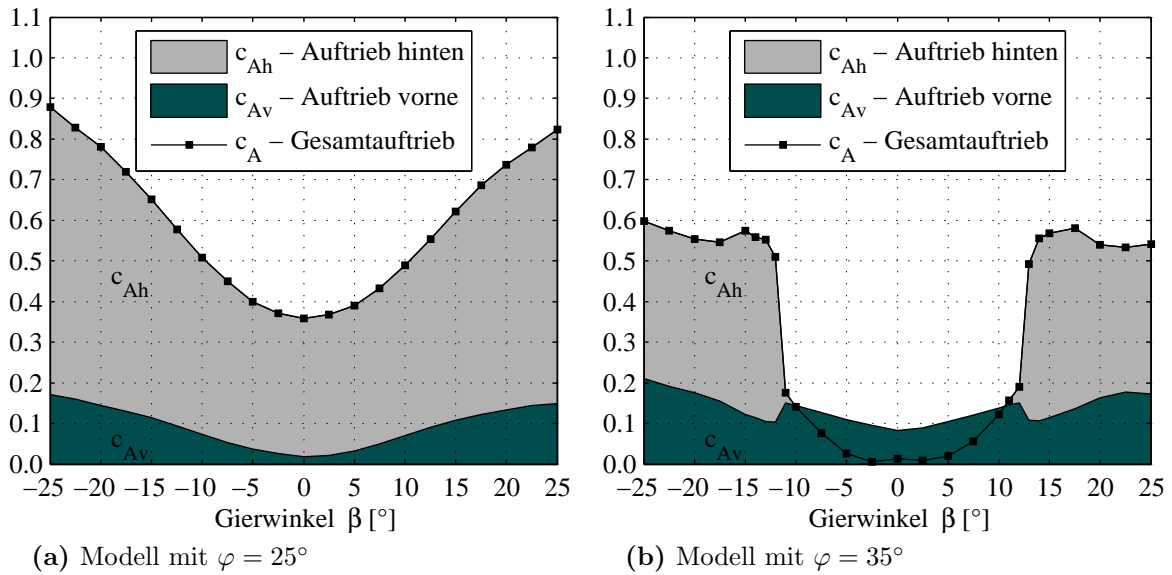 1.1
1.0
0.9
0.8
0.7
0.6
0.5
0.4
0.3
0.2
0.1
0.0
c_Ah – Auftrieb hinten
c_Av – Auftrieb vorne
c_A – Gesamtauftrieb
c_Ah
c_Av
−25 −20 −15 −10 −5 0 5 10 15 20 25
Gierwinkel β [°]
(a) Modell mit φ = 25°
1.1
1.0
0.9
0.8
0.7
0.6
0.5
0.4
0.3
0.2
0.1
0.0
c_Ah – Auftrieb hinten
c_Av – Auftrieb vorne
c_A – Gesamtauftrieb
c_Ah
c_Av
−25 −20 −15 −10 −5 0 5 10 15 20 25
Gierwinkel β [°]
(b) Modell mit φ = 35°